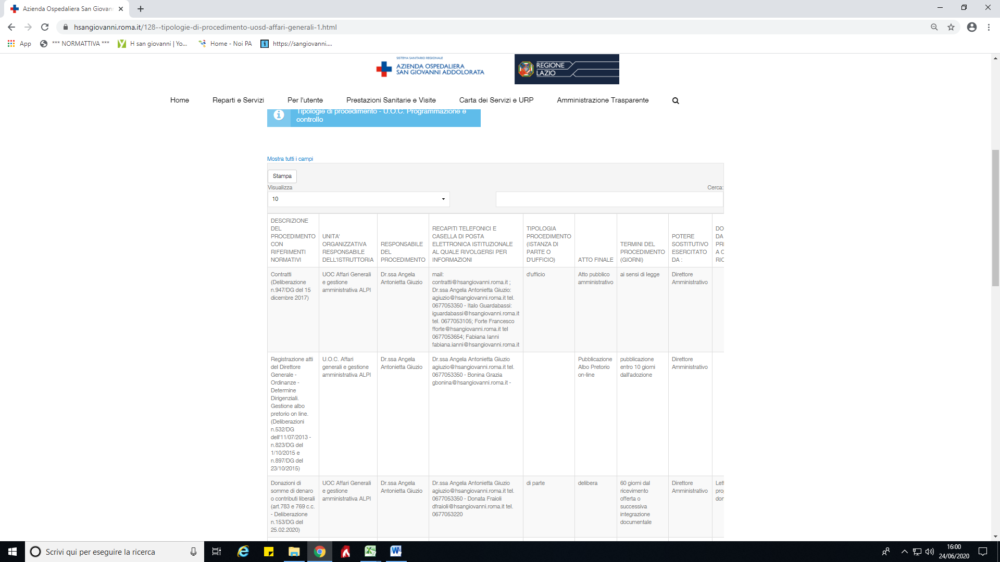 Azienda Ospedaliera San Giovan
hsangiovanni.roma.it/128--tipologie-di-procedimento-uosd-affari-generali-1.html
App
*** NORMATTIVA ***
H san giovanni | Yo...
Home - Noi PA
https://sangiovanni....
SISTEMA SANITARIO REGIONALE
AZIENDA OSPEDALIERA
SAN GIOVANNI ADDOLORATA
REGIONE
LAZIO
Home
Reparti e Servizi
Per l'utente
Prestazioni Sanitarie e Visite
Carta dei Servizi e URP
Amministrazione Trasparente
Tipologie di procedimento - U.O.C. Programmazione e
controllo
Mostra tutti i campi
Stampa
Visualizza
Cerca:
10
DESCRIZIONE
DEL
PROCEDIMENTO
CON
RIFERIMENTI
NORMATIVI
UNITA'
ORGANIZZATIVA
RESPONSABILE
DELL'ISTRUTTORIA
RESPONSABILE
DEL
PROCEDIMENTO
RECAPITI TELEFONICI E
CASELLA DI POSTA
ELETTRONICA ISTITUZIONALE
AL QUALE RIVOLGERSI PER
INFORMAZIONI
TIPOLOGIA
PROCEDIMENTO
(ISTANZA DI
PARTE O
D'UFFICIO)
ATTO FINALE
TERMINI DEL
PROCEDIMENTO
(GIORNI)
POTERE
SOSTITUTIVO
ESERCITATO
DA :
DO
DA
PRI
A C
RIC
Contratti
(Deliberazione
n.947/DG del 15
dicembre 2017)
UOC Affari Generali
e gestione
amministrativa ALPI
Dr.ssa Angela
Antonietta Giuzio
mail:
contratti@hsangiovanni.roma.it ;
Dr.ssa Angela Antonietta Giuzio:
agiuzio@hsangiovanni.roma.it tel.
0677053350 - Italo Guardabassi:
iguardabassi@hsangiovanni.roma.it
tel. 0677053105; Forte Francesco
fforte@hsangiovanni.roma.it tel
0677053654; Fabiana Ianni
fabiana.ianni@hsangiovanni.roma.it
d'ufficio
Atto pubblico
amministrativo
ai sensi di legge
Direttore
Amministrativo
Registrazione atti
del Direttore
Generale -
Ordinanze -
Determine
Dirigenziali.
Gestione albo
pretorio on line.
(Deliberazioni
n.532/DG
dell'11/07/2013 -
n.823/DG del
1/10/2015 e
n.897/DG del
23/10/2015)
U.O.C. Affari
generali e gestione
amministrativa ALPI
Dr.ssa Angela
Antonietta Giuzio
Dr.ssa Angela Antonietta Giuzio
agiuzio@hsangiovanni.roma.it tel.
0677053350 - Bonina Grazia
gbonina@hsangiovanni.roma.it -
Pubblicazione
Albo Pretorio
on-line
pubblicazione
entro 10 giorni
dall'adozione
Direttore
Amministrativo
Donazioni di
somme di denaro
o contributi liberali
(art.783 e 769 c.c.
- Deliberazione
n.153/DG del
25.02.2020)
UOC Affari Generali
e gestione
amministrativa ALPI
Dr.ssa Angela
Antonietta Giuzio
Dr.ssa Angela Antonietta Giuzio
agiuzio@hsangiovanni.roma.it tel.
0677053350 - Donata Fraioli
dfraioli@hsangiovanni.roma.it tel.
0677053220
di parte
delibera
60 giorni dal
ricevimento
offerta o
successiva
integrazione
documentale
Direttore
Amministrativo
Lett
prop
don
Scrivi qui per eseguire la ricerca
16:00
24/06/2020